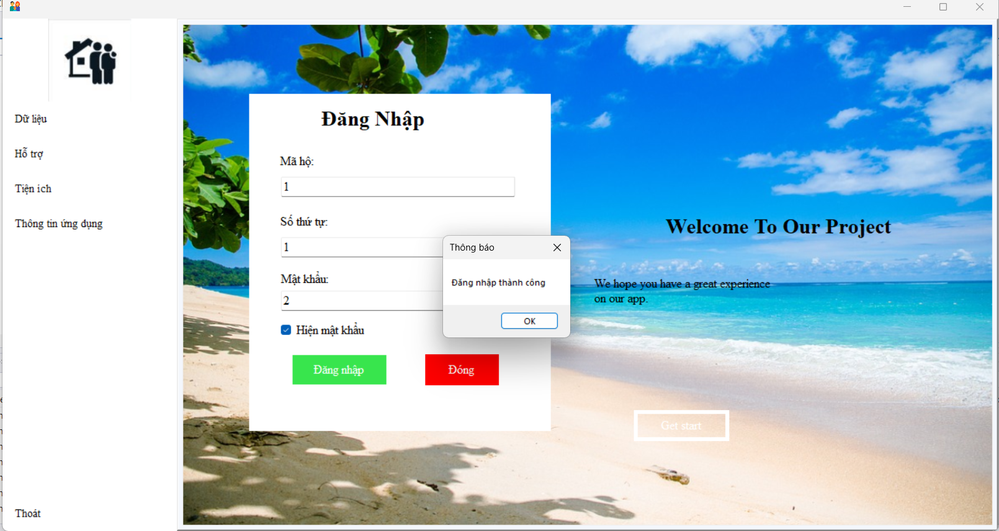 Dữ liệu
Hỗ trợ
Tiện ích
Thông tin ứng dụng
Thoát
Đăng Nhập
Mã hộ:
1
Số thứ tự:
1
Mật khẩu:
2
Hiện mật khẩu
Đăng nhập
Đóng
Thông báo
Đăng nhập thành công
OK
Welcome To Our Project
We hope you have a great experience
on our app.
Get start